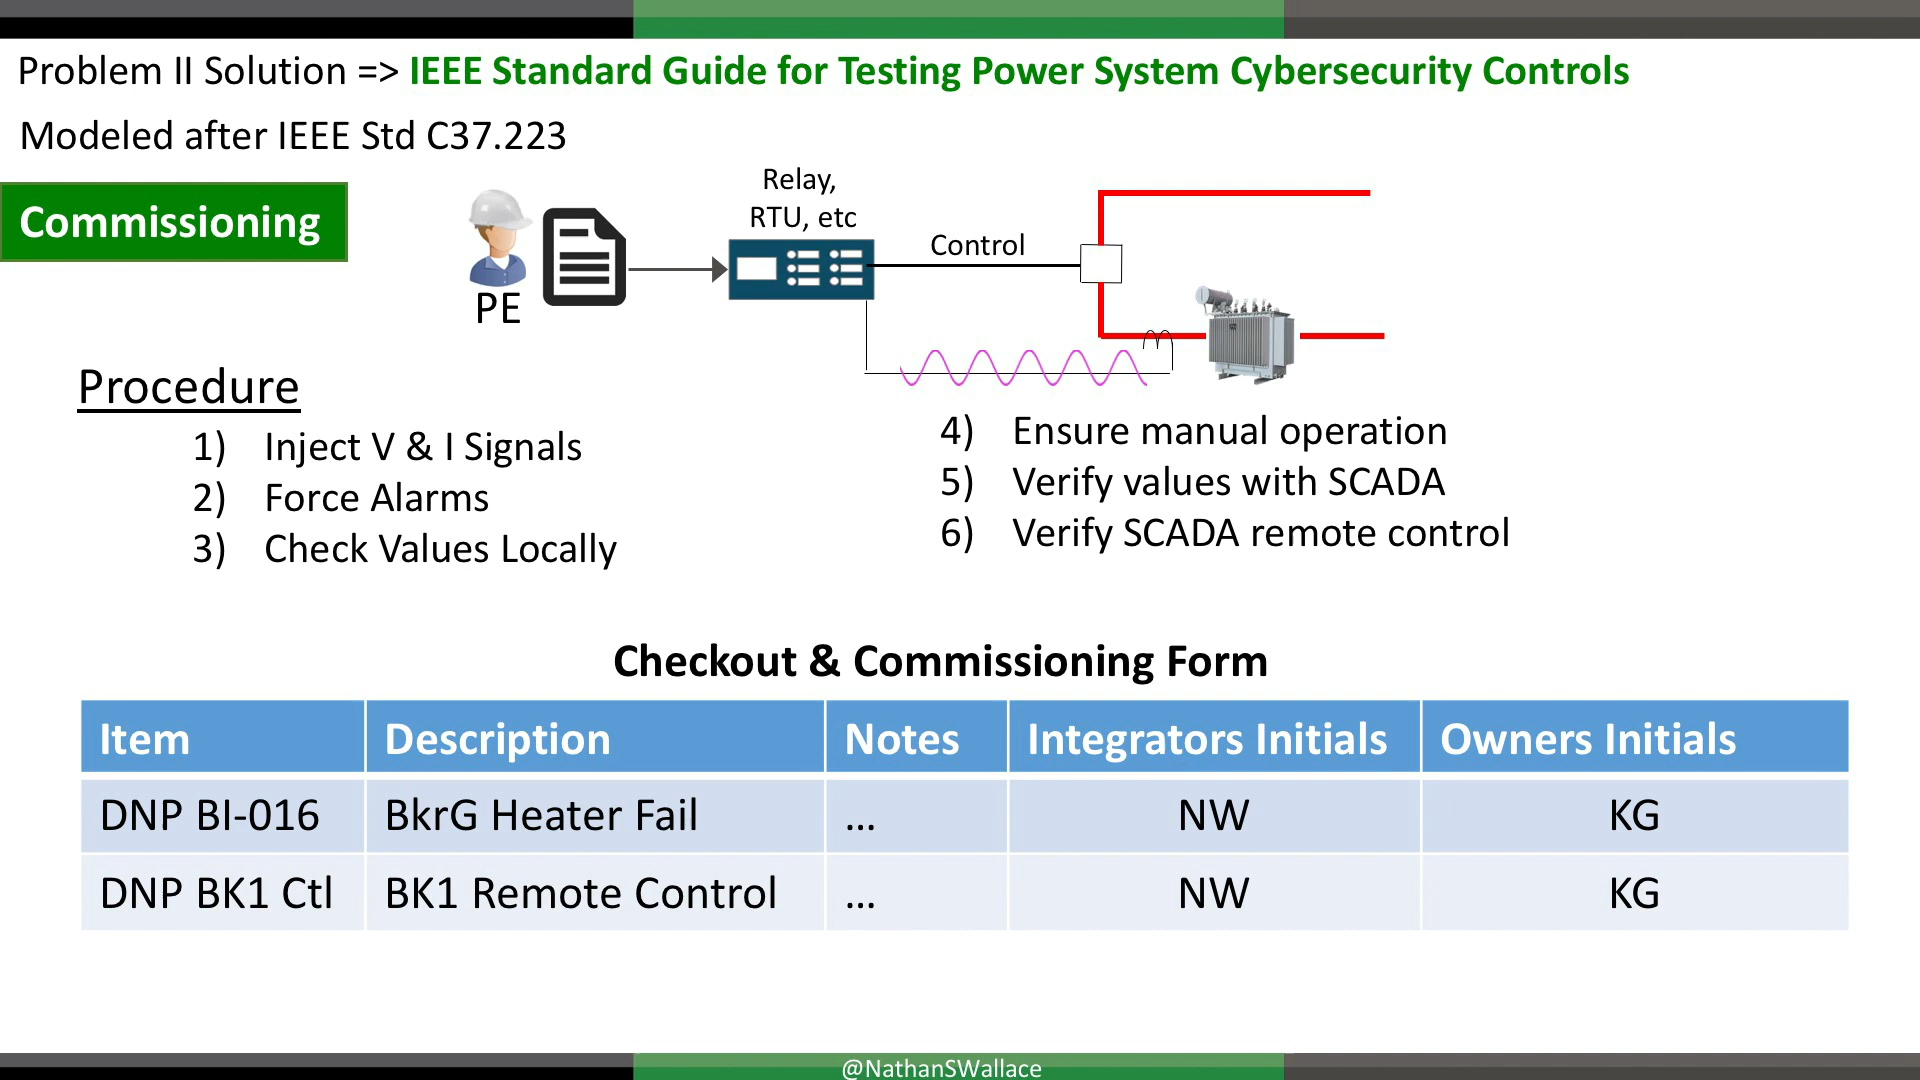 Problem II Solution => IEEE Standard Guide for Testing Power System Cybersecurity Controls
Modeled after IEEE Std C37.223
Commissioning
PE
Relay,
RTU, etc
Control
Procedure
1) Inject V & I Signals
2) Force Alarms
3) Check Values Locally
4) Ensure manual operation
5) Verify values with SCADA
6) Verify SCADA remote control
Checkout & Commissioning Form
Item Description Notes Integrators Initials Owners Initials
DNP BI-016 BkrG Heater Fail ... NW KG
DNP BK1 Ctl BK1 Remote Control ... NW KG
@NathanSWallace